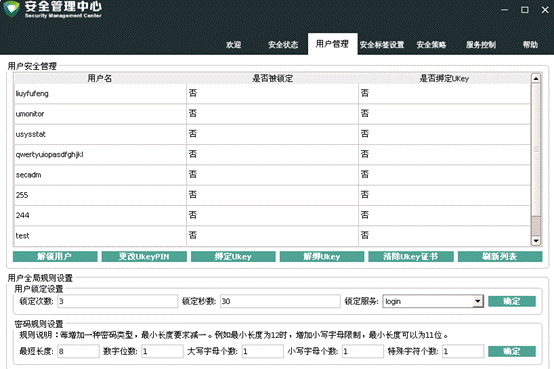 安全管理中心
Security Management Center
欢迎 安全状态 用户管理 安全标签设置 安全策略 服务控制 帮助
用户安全管理
用户名 是否被锁定 是否绑定UKey
liuyfufeng 否 否
umonitor 否 否
usysstat 否 否
qwertyuiopasdfghjkl 否 否
secadm 否 否
255 否 否
244 否 否
test 否 否
解锁用户 更改UkeyPIN 绑定Ukey 解绑Ukey 清除Ukey证书 刷新列表
用户全局规则设置
用户锁定设置
锁定次数: 3 锁定秒数: 30 锁定服务: login 确定
密码规则设置
规则说明：每增加一种密码类型，最小长度要求减一。例如最小长度为12时，增加小写字母限制，最小长度可以为11位。
最短长度: 8 数字位数: 1 大写字母个数: 1 小写字母个数: 1 特殊字符个数: 1 确定